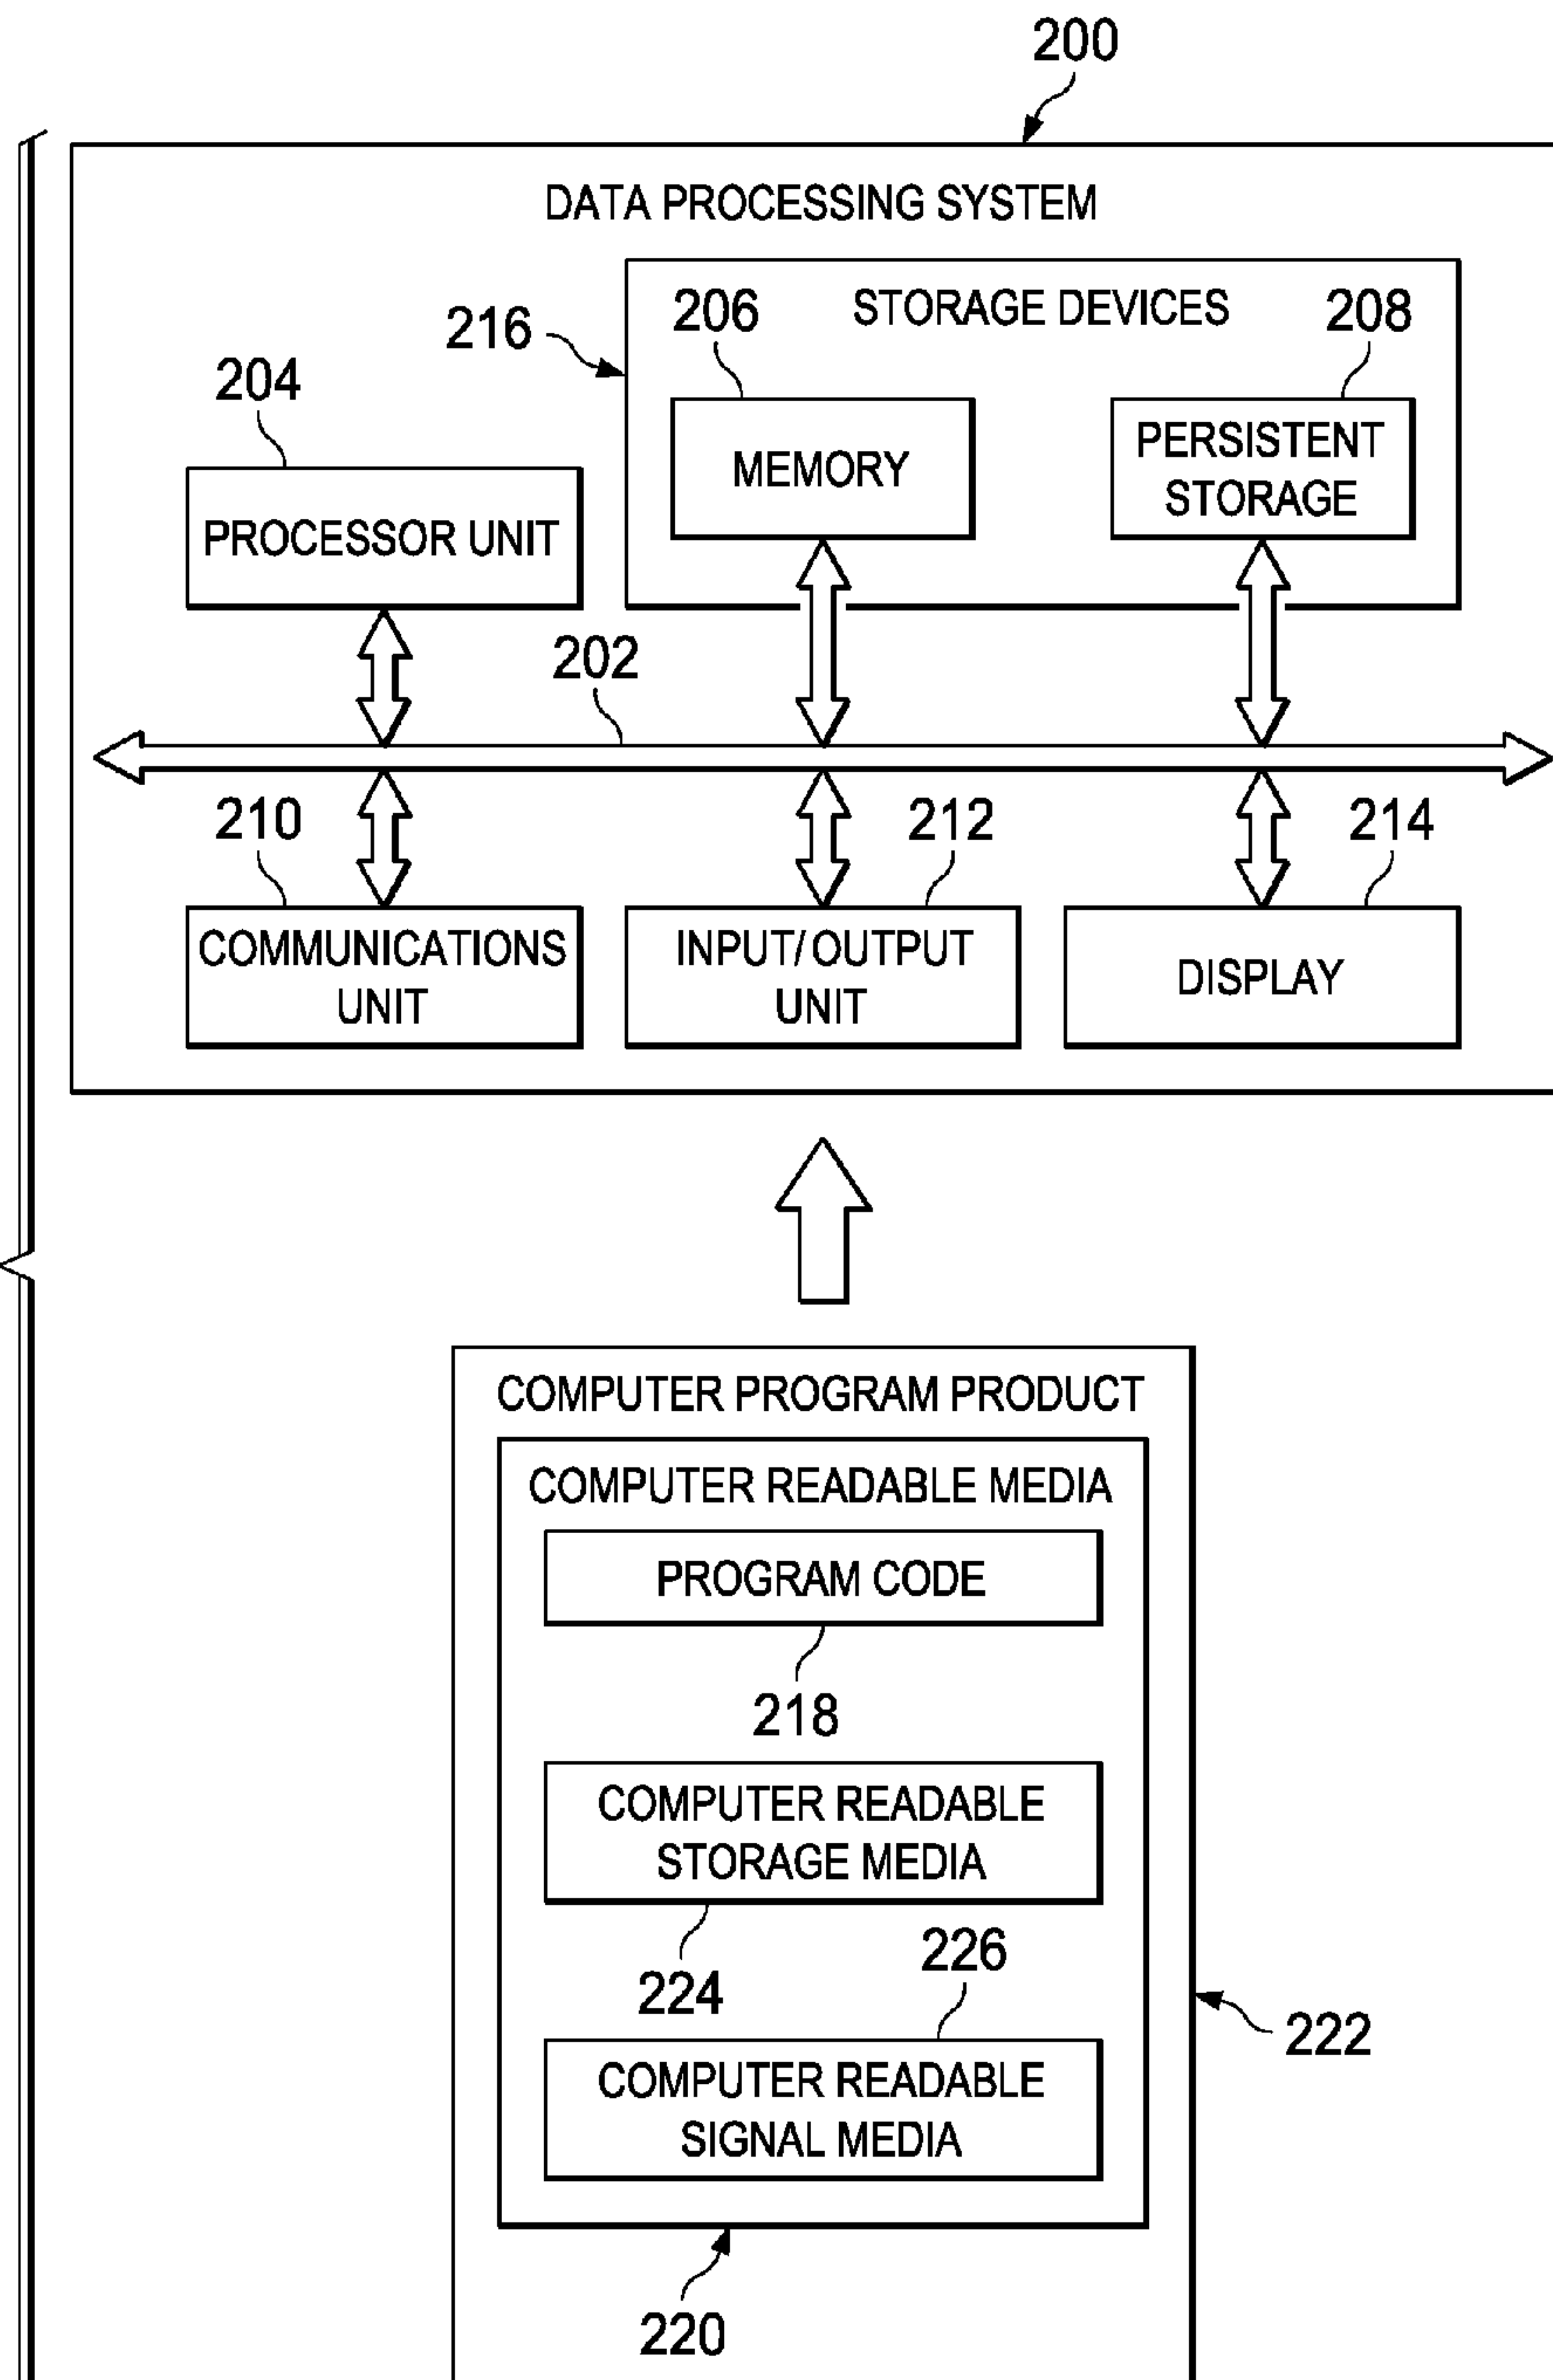 200
DATA PROCESSING SYSTEM
216
206
STORAGE DEVICES
208
204
MEMORY
PERSISTENT
STORAGE
PROCESSOR UNIT
202
210
212
214
COMMUNICATIONS
UNIT
INPUT/OUTPUT
UNIT
DISPLAY
COMPUTER PROGRAM PRODUCT
COMPUTER READABLE MEDIA
PROGRAM CODE
218
COMPUTER READABLE
STORAGE MEDIA
224
226
COMPUTER READABLE
SIGNAL MEDIA
222
220